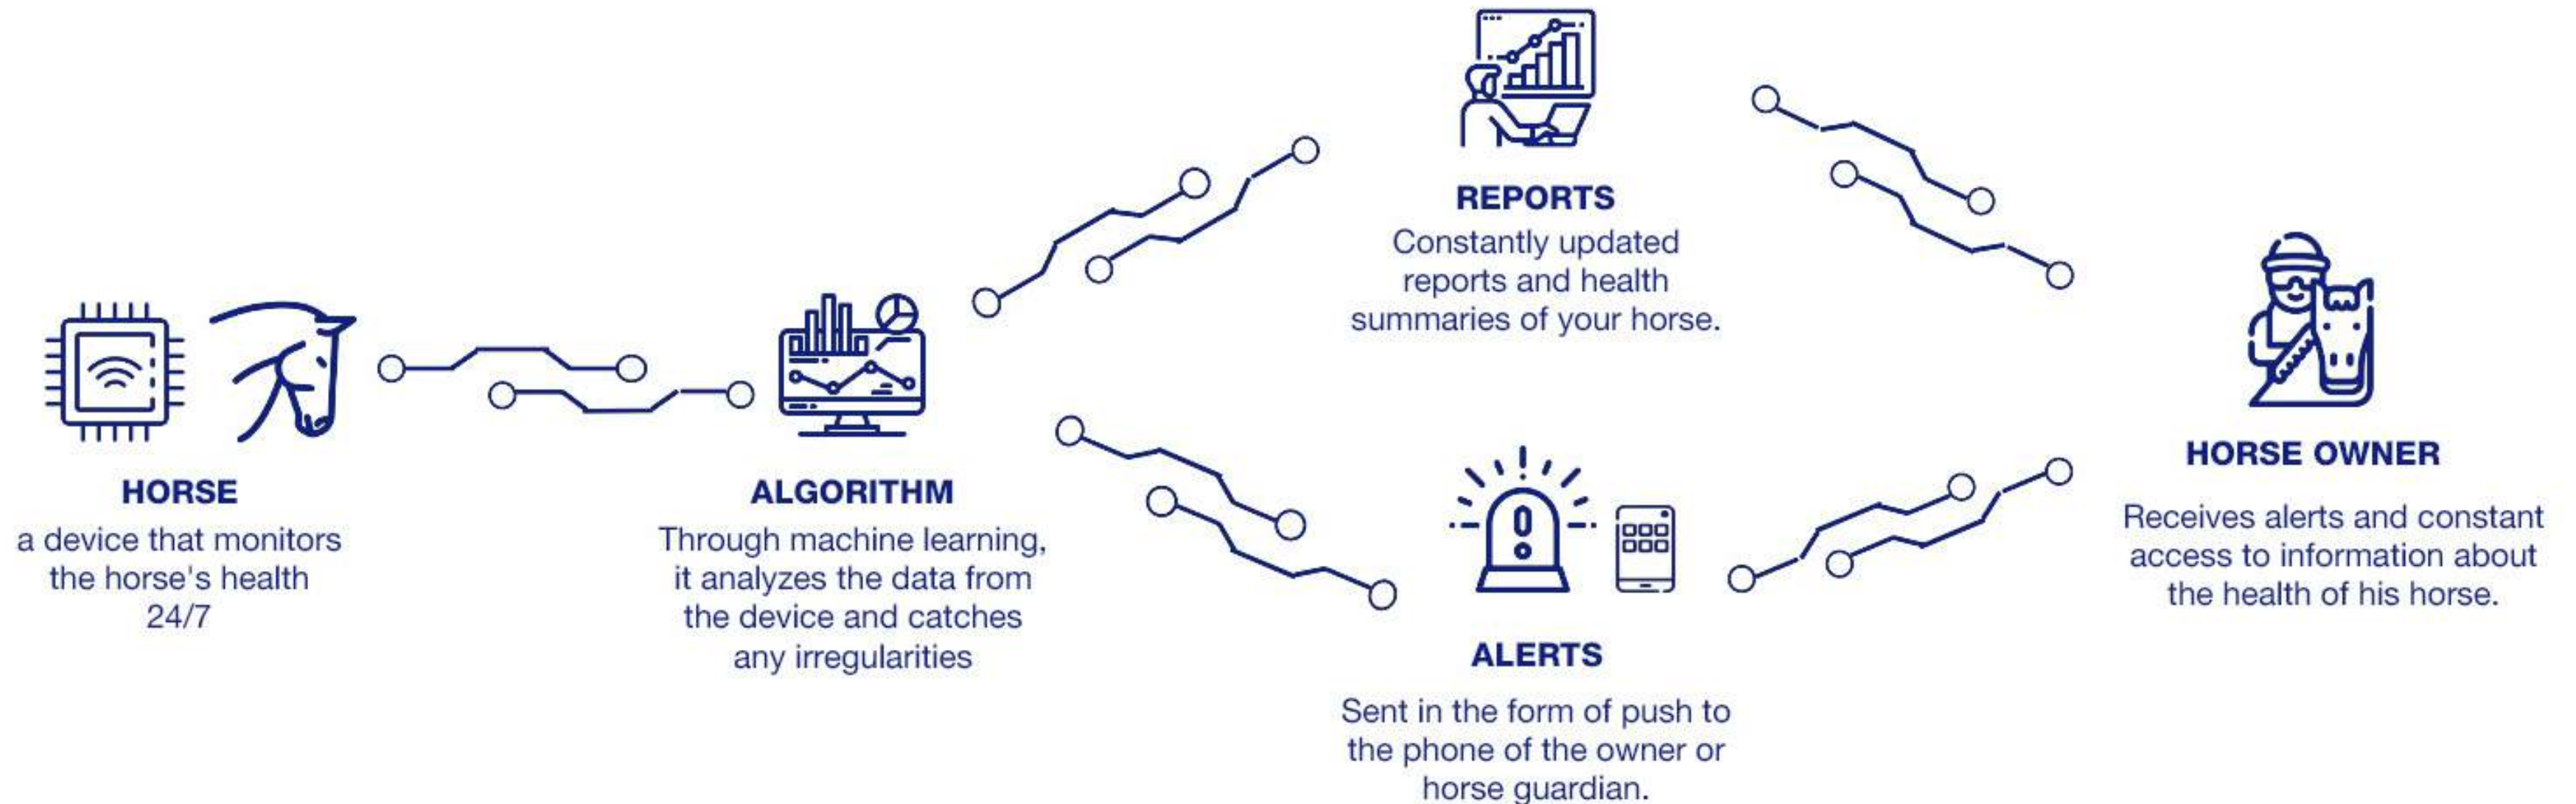 HORSE
a device that monitors
the horse's health
24/7
ALGORITHM
Through machine learning,
it analyzes the data from
the device and catches
any irregularities
REPORTS
Constantly updated
reports and health
summaries of your horse.
ALERTS
Sent in the form of push to
the phone of the owner or
horse guardian.
HORSE OWNER
Receives alerts and constant
access to information about
the health of his horse.